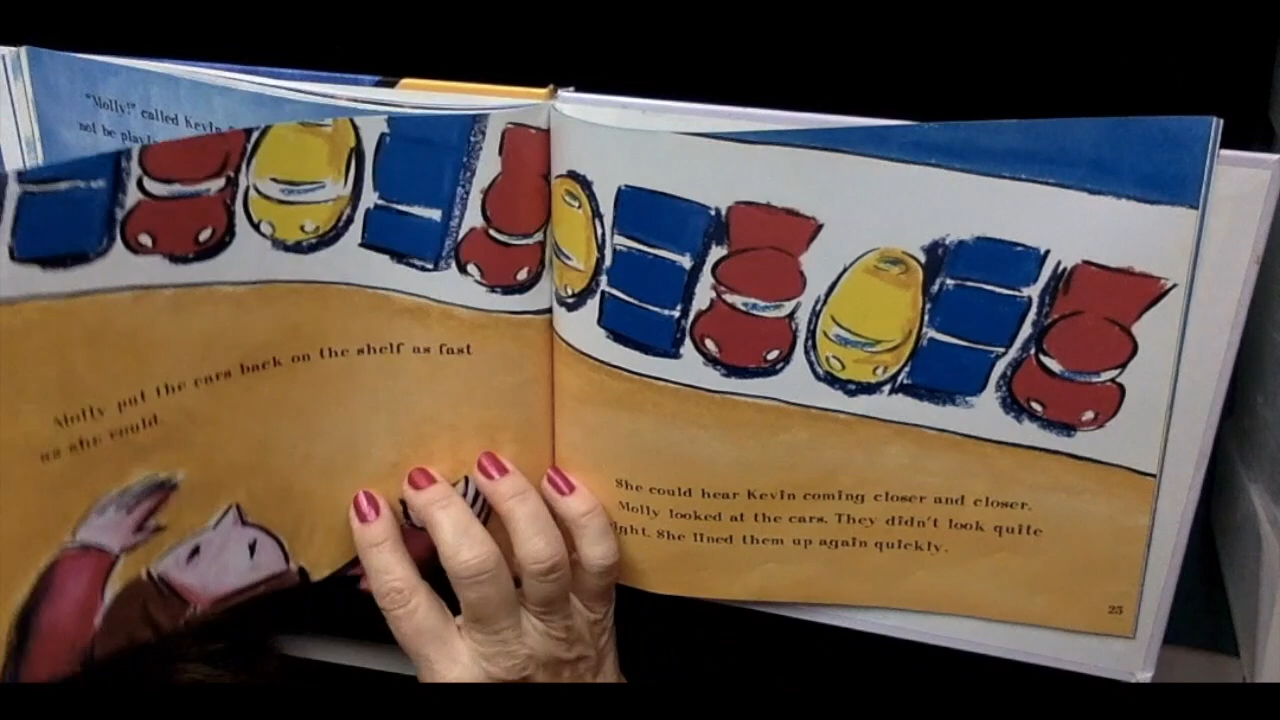 "Molly!" called Kevin
not be
Molly put the cars back on the shelf as fast
as she could.
She could hear Kevin coming closer and closer.
Molly looked at the cars. They didn't look quite
She lined them up again quickly.
25